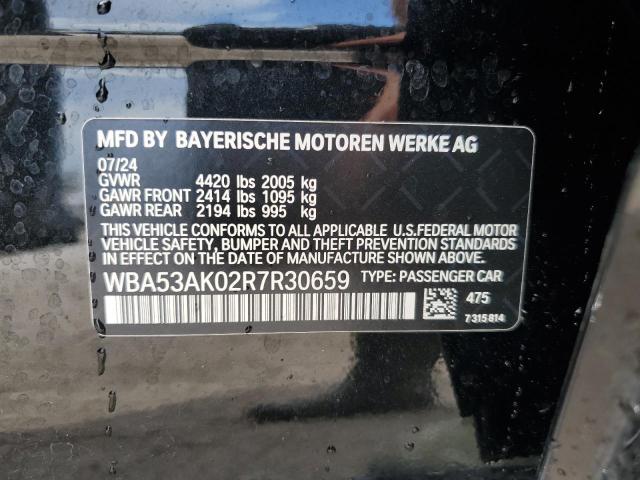 MFD BY BAYERISCHE MOTOREN WERKE AG
07/24
GVWR 4420 lbs 2005 kg
GAWR FRONT 2414 lbs 1095 kg
GAWR REAR 2194 lbs 995 kg
THIS VEHICLE CONFORMS TO ALL APPLICABLE U.S.FEDERAL MOTOR
VEHICLE SAFETY, BUMPER AND THEFT PREVENTION STANDARDS
IN EFFECT ON THE DATE OF MANUFACTURE SHOWN ABOVE.
WBA53AK02R7R30659 TYPE: PASSENGER CAR
475
7315814